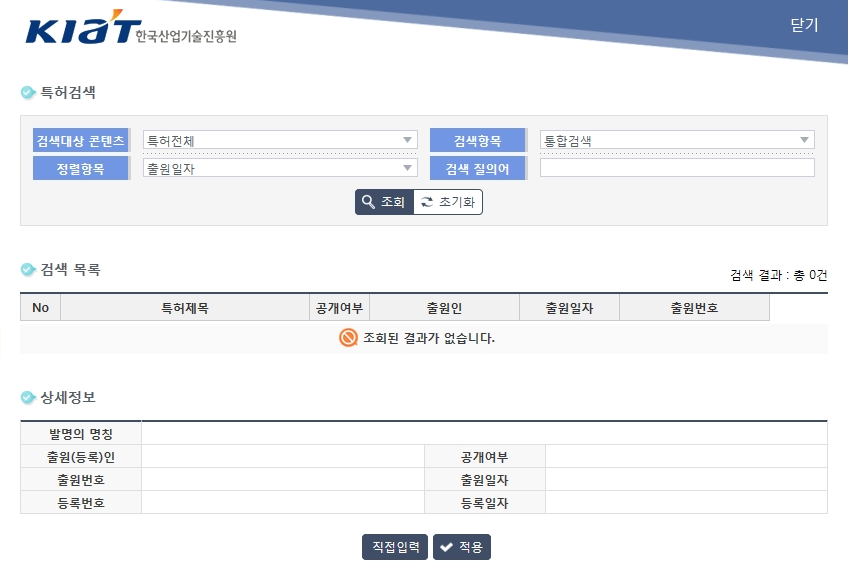 KIAT 한국산업기술진흥원
닫기
특허검색
검색대상 콘텐츠 특허전체 검색항목 통합검색
정렬항목 출원일자 검색 질의어
조회 초기화
검색 목록
검색 결과 : 총 0건
No 특허제목 공개여부 출원인 출원일자 출원번호
조회된 결과가 없습니다.
상세정보
발명의 명칭
출원(등록)인 공개여부
출원번호 출원일자
등록번호 등록일자
직접입력 적용